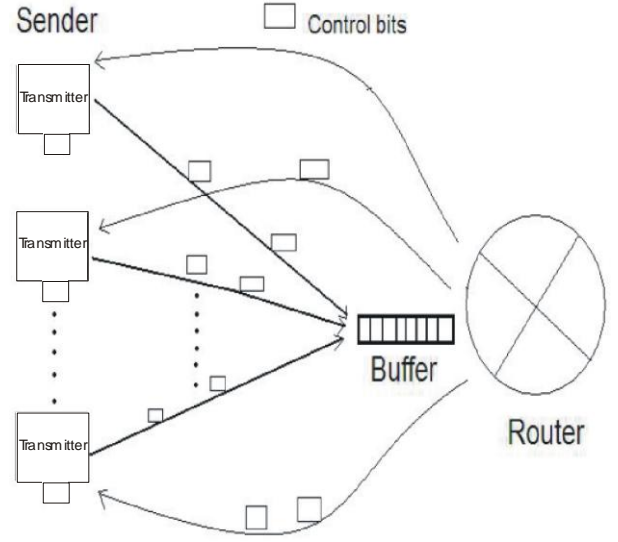 Sender
Control bits
Transmitter
Transmitter
Buffer
Router
Transmitter